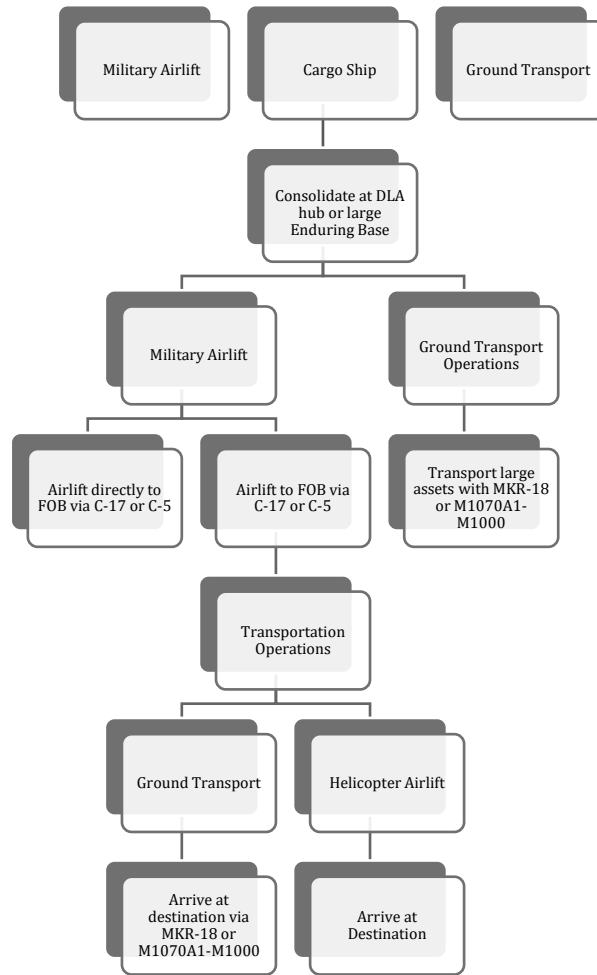 Military Airlift
Cargo Ship
Ground Transport
Consolidate at DLA
hub or large
Enduring Base
Military Airlift
Ground Transport
Operations
Airlift directly to
FOB via C-17 or C-5
Airlift to FOB via
C-17 or C-5
Transport large
assets with MKR-18
or M1070A1-
M1000
Transportation
Operations
Ground Transport
Helicopter Airlift
Arrive at
destination via
MKR-18 or
M1070A1-M1000
Arrive at
Destination